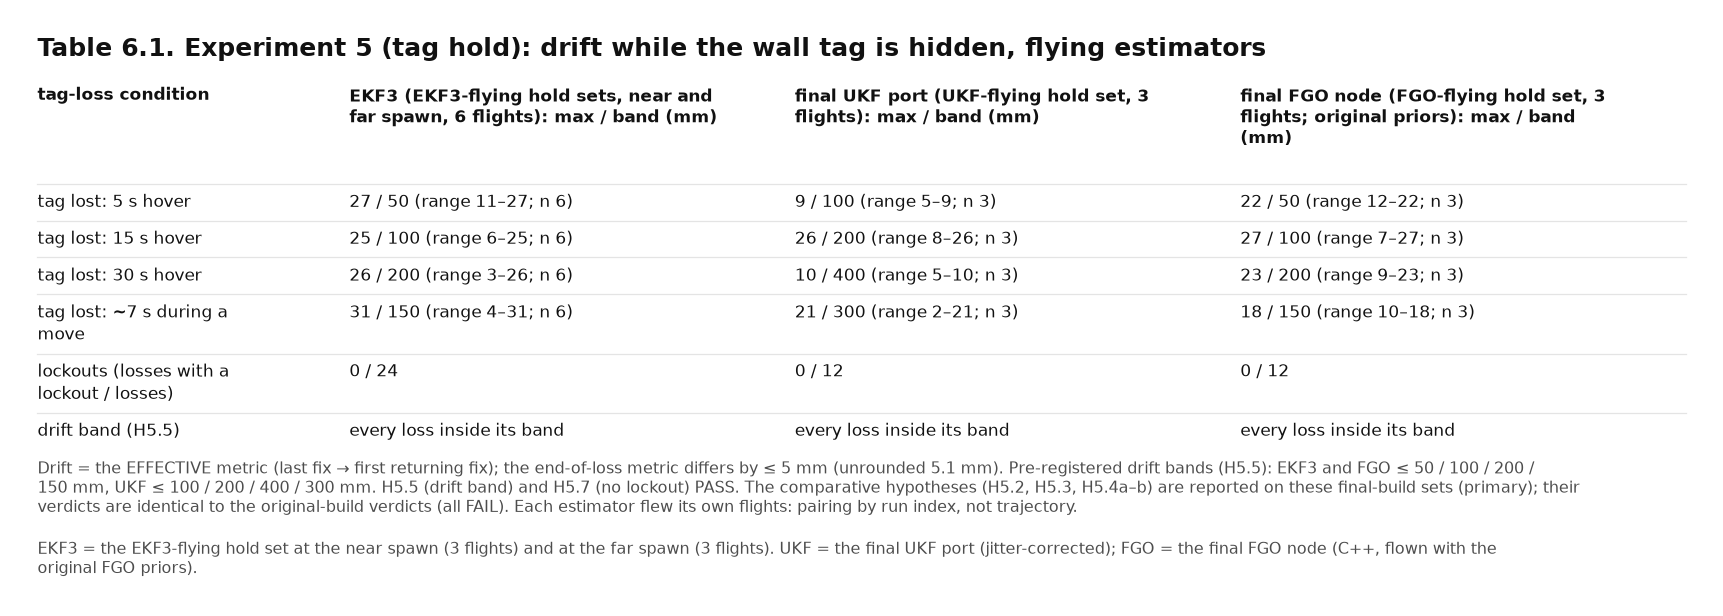 Table 6.1. Experiment 5 (tag hold): drift while the wall tag is hidden, flying estimators
tag-loss condition
EKF3 (EKF3-flying hold sets, near and
far spawn, 6 flights): max / band (mm)
final UKF port (UKF-flying hold set, 3
flights): max / band (mm)
final FGO node (FGO-flying hold set, 3
flights; original priors): max / band
(mm)
tag lost: 5 s hover
27 / 50 (range 11–27; n 6)
9 / 100 (range 5–9; n 3)
22 / 50 (range 12–22; n 3)
tag lost: 15 s hover
25 / 100 (range 6–25; n 6)
26 / 200 (range 8–26; n 3)
27 / 100 (range 7–27; n 3)
tag lost: 30 s hover
26 / 200 (range 3–26; n 6)
10 / 400 (range 5–10; n 3)
23 / 200 (range 9–23; n 3)
tag lost: ~7 s during a
move
31 / 150 (range 4–31; n 6)
21 / 300 (range 2–21; n 3)
18 / 150 (range 10–18; n 3)
lockouts (losses with a
lockout / losses)
0 / 24
0 / 12
0 / 12
drift band (H5.5)
every loss inside its band
every loss inside its band
every loss inside its band
Drift = the EFFECTIVE metric (last fix → first returning fix); the end-of-loss metric differs by ≤ 5 mm (unrounded 5.1 mm). Pre-registered drift bands (H5.5): EKF3 and FGO ≤ 50 / 100 / 200 /
150 mm, UKF ≤ 100 / 200 / 400 / 300 mm. H5.5 (drift band) and H5.7 (no lockout) PASS. The comparative hypotheses (H5.2, H5.3, H5.4a–b) are reported on these final-build sets (primary); their
verdicts are identical to the original-build verdicts (all FAIL). Each estimator flew its own flights: pairing by run index, not trajectory.
EKF3 = the EKF3-flying hold set at the near spawn (3 flights) and at the far spawn (3 flights). UKF = the final UKF port (jitter-corrected); FGO = the final FGO node (C++, flown with the
original FGO priors).